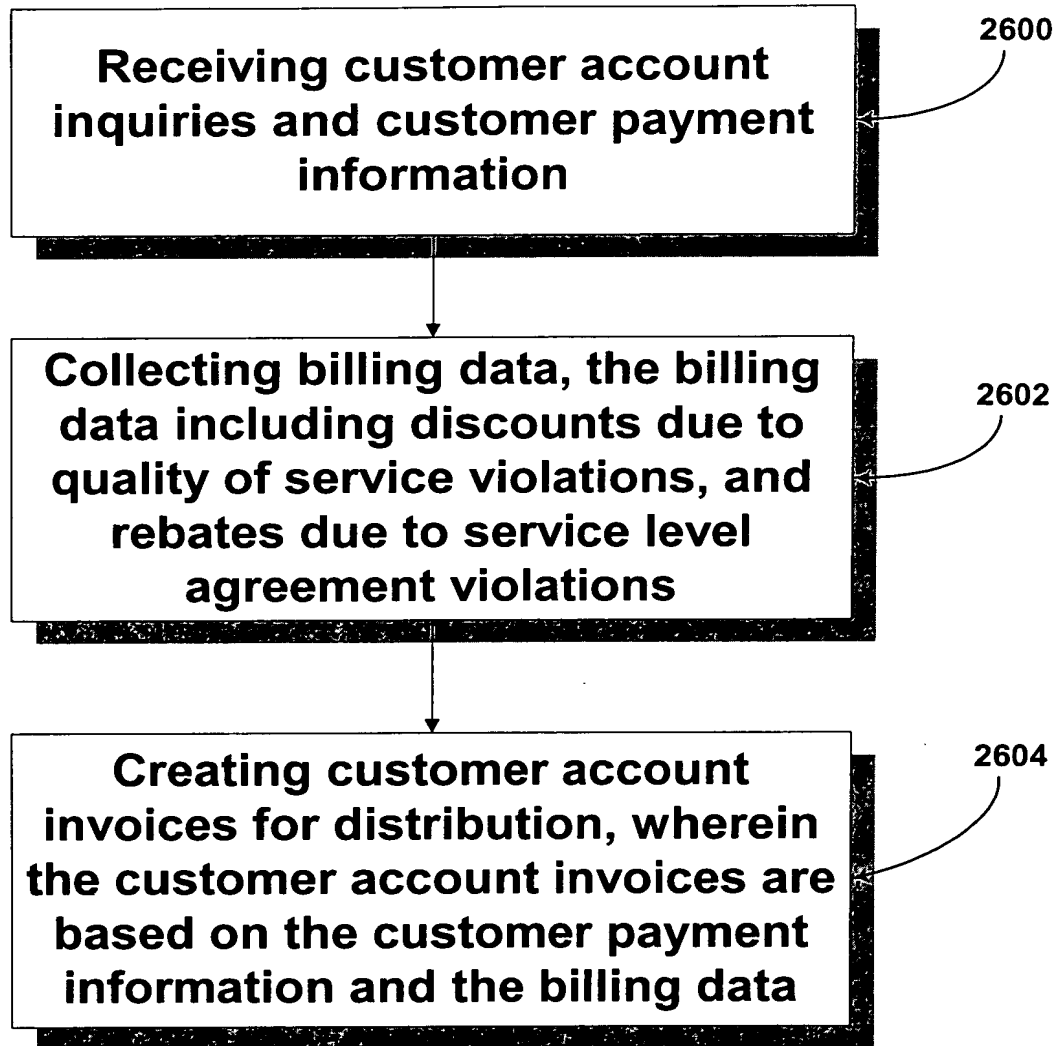 2600
Receiving customer account
inquiries and customer payment
information
2602
Collecting billing data, the billing
data including discounts due to
quality of service violations, and
rebates due to service level
agreement violations
2604
Creating customer account
invoices for distribution, wherein
the customer account invoices are
based on the customer payment
information and the billing data